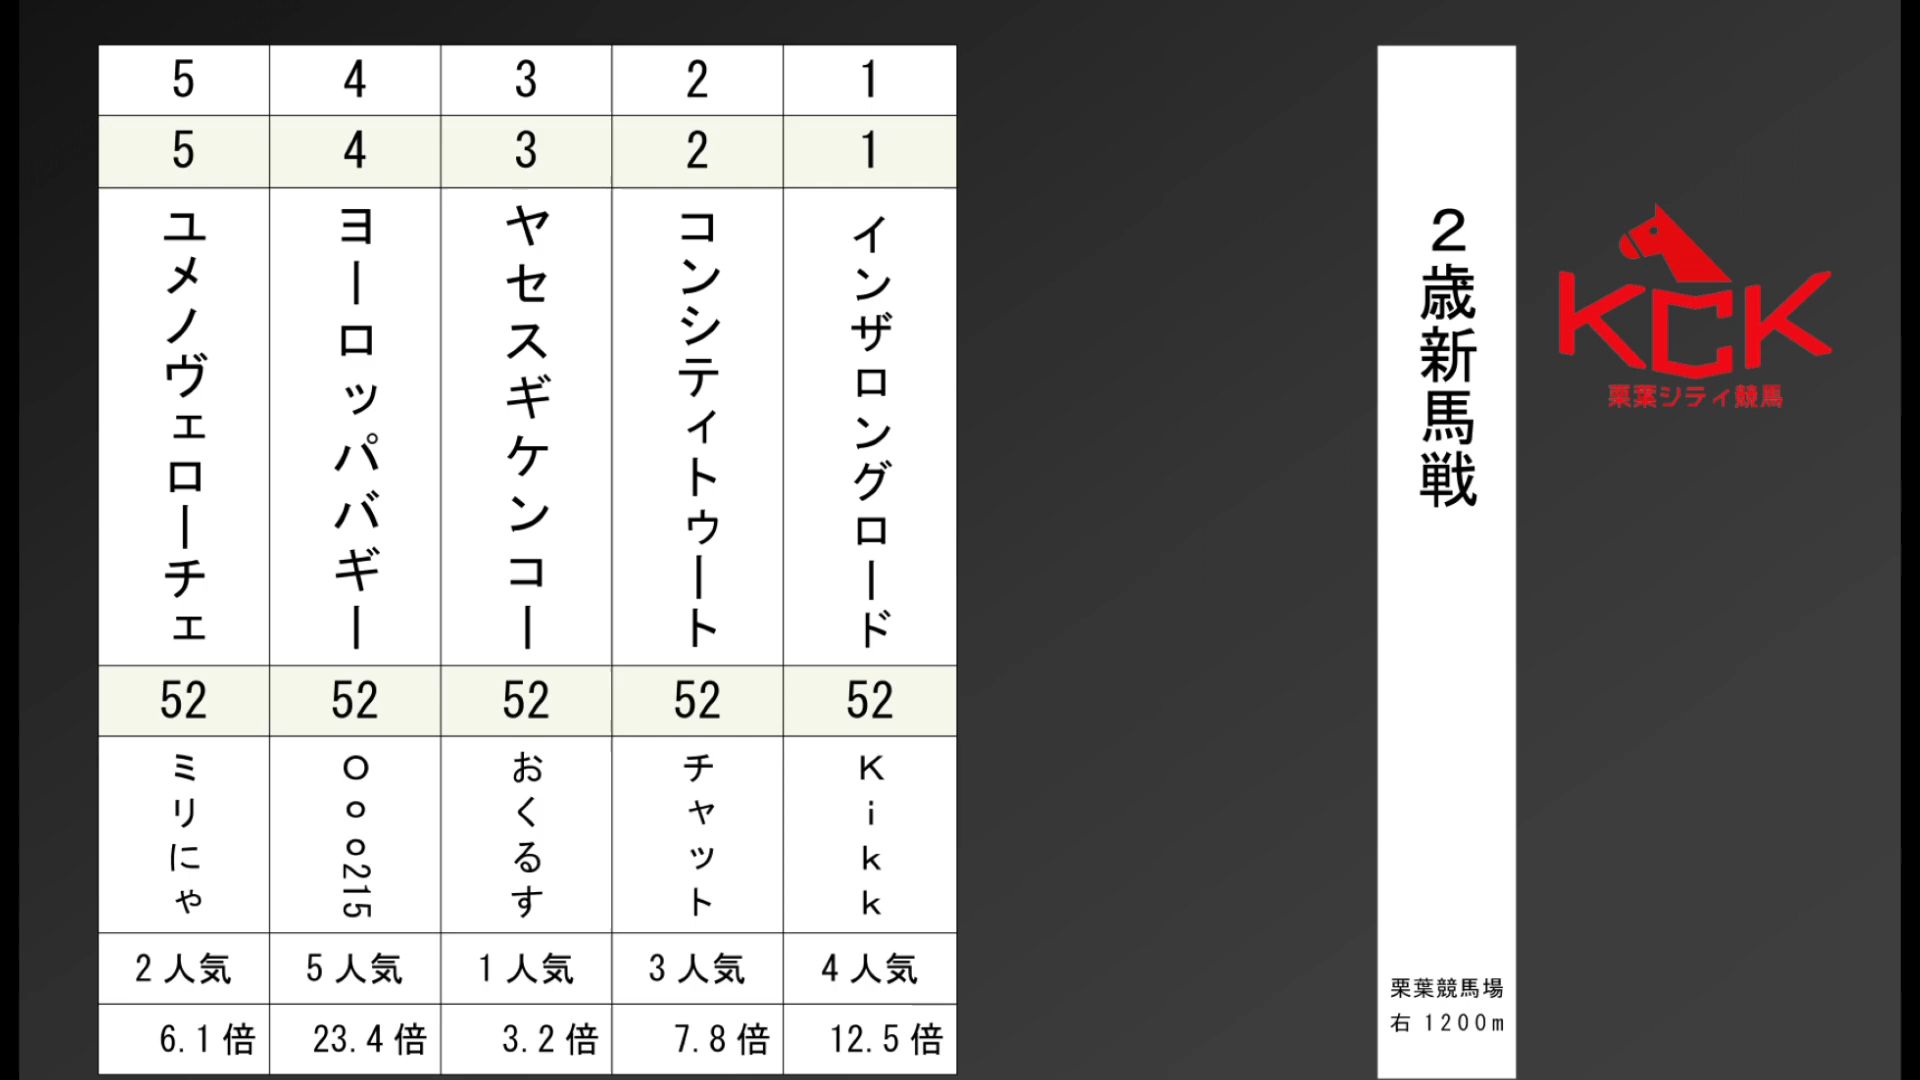 5 4 3 2 1
5 4 3 2 1
ユメノヴェローチェ
ヨーロッパバギー
ヤセスギケンコー
コンシティトゥート
インザロングロード
52 52 52 52 52
ミリにゃ
Ooo215
おくるす
チャット
Kikk
2人気 5人気 1人気 3人気 4人気
6.1倍 23.4倍 3.2倍 7.8倍 12.5倍
2歳新馬戦
栗葉競馬場
右 1200m
KCK
栗葉シティ競馬